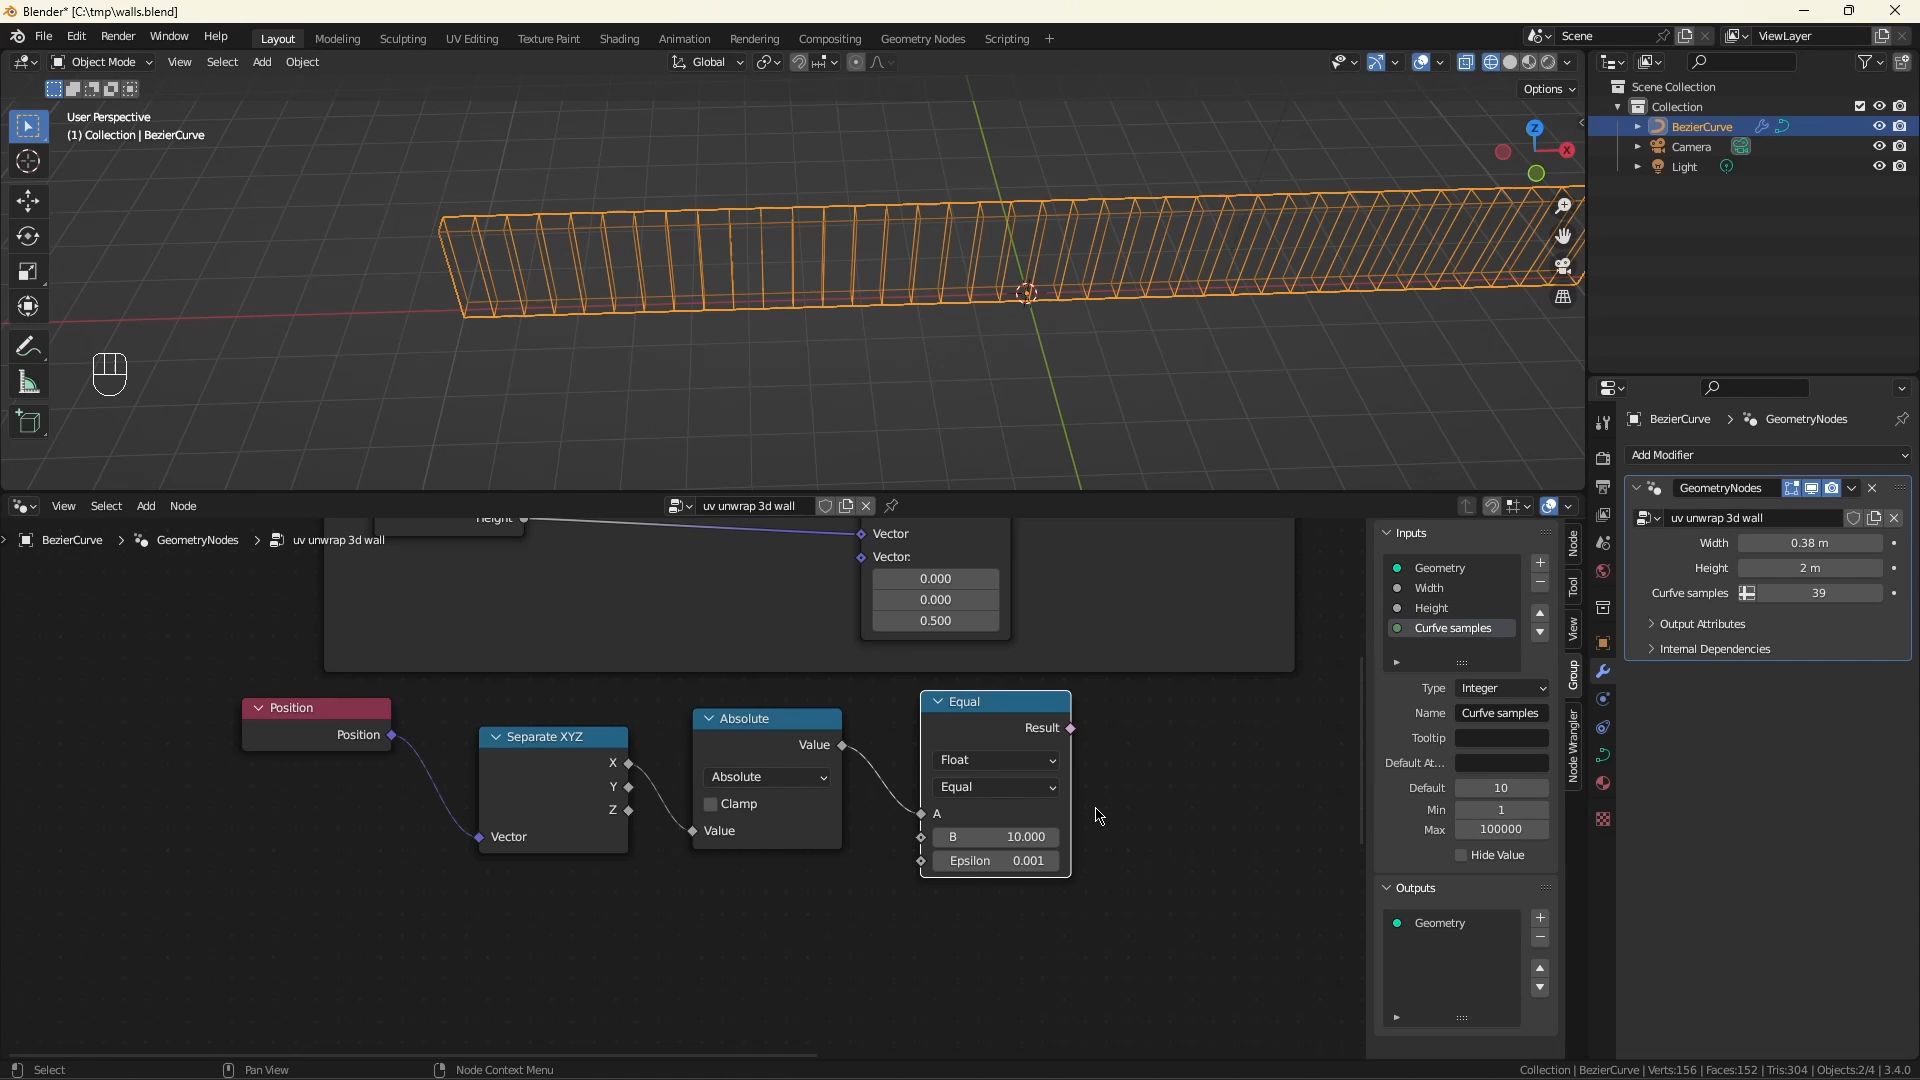 Blender* [C:\tmp\walls.blend]
File Edit Render Window Help
Layout Modeling Sculpting UV Editing Texture Paint Shading Animation Rendering Compositing Geometry Nodes Scripting +
Scene
ViewLayer
Object Mode View Select Add Object
Global
Options
User Perspective
(1) Collection | BezierCurve
Z
X
Scene Collection
Collection
BezierCurve
Camera
Light
View Select Add Node
uv unwrap 3d wall
BezierCurve > GeometryNodes > uv unwrap 3d wall
Height
Vector
Vector:
0.000
0.000
0.500
Position
Position
Separate XYZ
X
Y
Z
Vector
Absolute
Value
Absolute
Clamp
Value
Equal
Result
Float
Equal
A
B 10.000
Epsilon 0.001
Inputs
Geometry
Width
Height
Curfve samples
Type Integer
Name Curfve samples
Tooltip
Default At...
Default 10
Min 1
Max 100000
Hide Value
Outputs
Geometry
Node
Tool
View
Group
Node Wrangler
BezierCurve > GeometryNodes
Add Modifier
GeometryNodes
uv unwrap 3d wall
Width 0.38 m
Height 2 m
Curfve samples 39
Output Attributes
Internal Dependencies
Select
Pan View
Node Context Menu
Collection | BezierCurve | Verts:156 | Faces:152 | Tris:304 | Objects:2/4 | 3.4.0